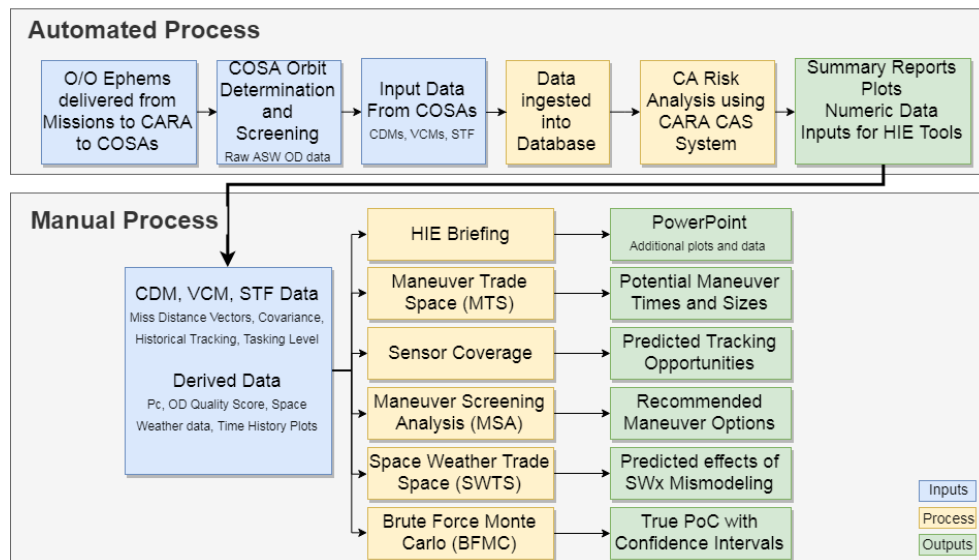 Automated Process
O/O Ephems
delivered from
Missions to CARA
to COSAs
COSA Orbit
Determination
and
Screening
Raw ASW OD data
Input Data
From COSAs
CDMs, VCMs, STF
Data
ingested
into
Database
CA Risk
Analysis using
CARA CAS
System
Summary Reports
Plots
Numeric Data
Inputs for HIE Tools
Manual Process
CDM, VCM, STF Data
Miss Distance Vectors, Covariance,
Historical Tracking, Tasking Level
Derived Data
Pc, OD Quality Score, Space
Weather data, Time History Plots
HIE Briefing
PowerPoint
Additional plots and data
Maneuver Trade
Space (MTS)
Potential Maneuver
Times and Sizes
Sensor Coverage
Predicted Tracking
Opportunities
Maneuver Screening
Analysis (MSA)
Recommended
Maneuver Options
Space Weather Trade
Space (SWTS)
Predicted effects of
SWx Mismodeling
Brute Force Monte
Carlo (BFMC)
True PoC with
Confidence Intervals
Inputs
Process
Outputs